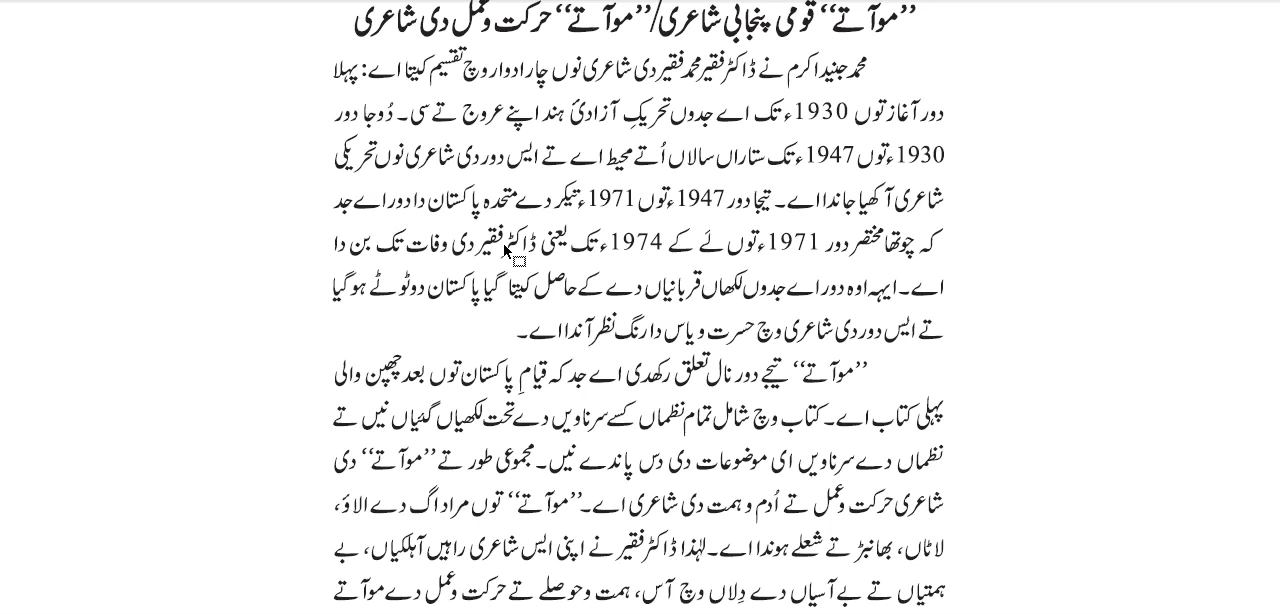 ’’موآتے‘‘ قومی پنجابی شاعری/’’موآتے‘‘ حرکت وعمل دی شاعری
محمد جنید اکرم نے ڈاکٹر فقیر محمد فقیر دی شاعری نوں چار ادوار وچ تقسیم کیتا اے: پہلا
دور آغاز توں 1930ء تک اے جدوں تحریکِ آزادیٔ ہند اپنے عروج تے سی۔ دُوجا دور
1930ء توں 1947ء تک ستاراں سالاں اُتے محیط اے تے ایس دور دی شاعری نوں تحریکی
شاعری آکھیا جاندا اے۔ تیجا دور 1947ء توں 1971ء تیکر دے متحدہ پاکستان دا دور اے جد
کہ چوتھا مختصر دور 1971ء توں لے کے 1974ء تک یعنی ڈاکٹر فقیر دی وفات تک بن دا
اے۔ ایہہ اوہ دور اے جدوں لکھاں قربانیاں دے کے حاصل کیتا گیا پاکستان دو ٹوٹے ہو گیا
تے ایس دور دی شاعری وچ حسرت و یاس دا رنگ نظر آندا اے۔
’’موآتے‘‘ تیجے دور نال تعلق رکھدی اے جد کہ قیامِ پاکستان توں بعد چھپن والی
پہلی کتاب اے۔ کتاب وچ شامل تمام نظماں کسے سرناویں دے تحت لکھیاں گئیاں نیں تے
نظماں دے سرناویں ای موضوعات دی دس پاندے نیں۔ مجموعی طور تے ’’موآتے‘‘ دی
شاعری حرکت وعمل تے اُدم و ہمت دی شاعری اے۔ ’’موآتے‘‘ توں مراد اگ دے الاؤ،
لاٹاں، بھانبڑ تے شعلے ہوندا اے۔ لہٰذا ڈاکٹر فقیر نے اپنی ایس شاعری راہیں آہلکیاں، بے
ہمتیاں تے بے آسیاں دے دِلاں وچ آس، ہمت وحوصلے تے حرکت وعمل دے موآتے